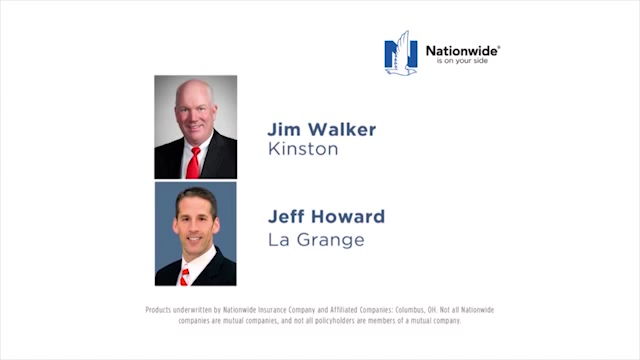 Nationwide®
is on your side
Jim Walker
Kinston
Jeff Howard
La Grange
Products underwritten by Nationwide Insurance Company and Affiliated Companies; Columbus, OH. Not all Nationwide
companies are mutual companies, and not all policyholders are members of a mutual company.